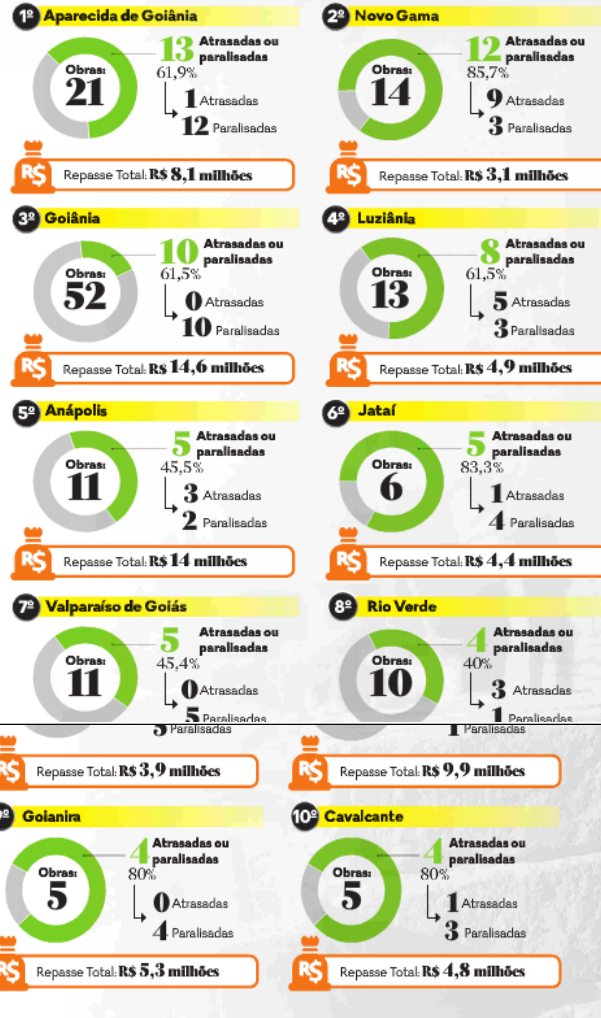 1º Aparecida de Goiânia
Obras:
21
13 Atrasadas ou
paralisadas
61,9%
1 Atrasadas
12 Paralisadas
R$ Repasse Total: R$ 8,1 milhões
2º Novo Gama
Obras:
14
12 Atrasadas ou
paralisadas
85,7%
9 Atrasadas
3 Paralisadas
R$ Repasse Total: R$ 3,1 milhões
3º Goiânia
Obras:
52
10 Atrasadas ou
paralisadas
61,5%
0 Atrasadas
10 Paralisadas
R$ Repasse Total: R$ 14,6 milhões
4º Luziânia
Obras:
13
8 Atrasadas ou
paralisadas
61,5%
5 Atrasadas
3 Paralisadas
R$ Repasse Total: R$ 4,9 milhões
5º Anápolis
Obras:
11
5 Atrasadas ou
paralisadas
45,5%
3 Atrasadas
2 Paralisadas
R$ Repasse Total: R$ 14 milhões
6º Jataí
Obras:
6
5 Atrasadas ou
paralisadas
83,3%
1 Atrasadas
4 Paralisadas
R$ Repasse Total: R$ 4,4 milhões
7º Valparaíso de Goiás
Obras:
11
5 Atrasadas ou
paralisadas
45,4%
0 Atrasadas
5 Paralisadas
5 Paralisadas
R$ Repasse Total: R$ 3,9 milhões
8º Rio Verde
Obras:
10
4 Atrasadas ou
paralisadas
40%
3 Atrasadas
1 Paralisadas
1 Paralisadas
R$ Repasse Total: R$ 9,9 milhões
9º Goianira
Obras:
5
4 Atrasadas ou
paralisadas
80%
0 Atrasadas
4 Paralisadas
R$ Repasse Total: R$ 5,3 milhões
10º Cavalcante
Obras:
5
4 Atrasadas ou
paralisadas
80%
1 Atrasadas
3 Paralisadas
R$ Repasse Total: R$ 4,8 milhões